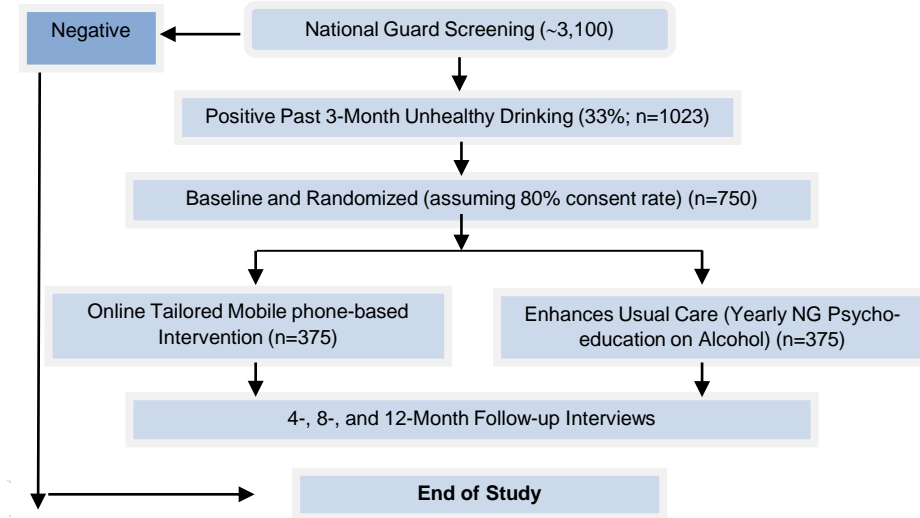 Negative
National Guard Screening (~3,100)
Positive Past 3-Month Unhealthy Drinking (33%; n=1023)
Baseline and Randomized (assuming 80% consent rate) (n=750)
Online Tailored Mobile phone-based
Intervention (n=375)
Enhances Usual Care (Yearly NG Psycho-
education on Alcohol) (n=375)
4-, 8-, and 12-Month Follow-up Interviews
End of Study